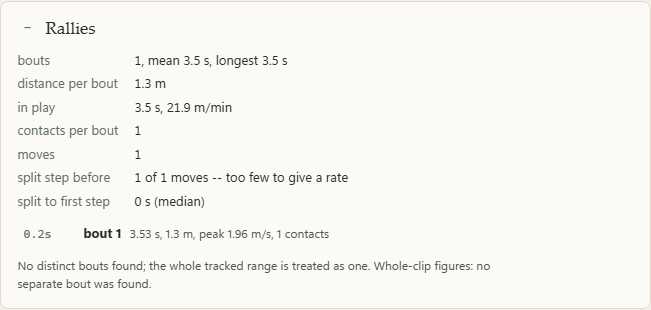 – Rallies
bouts 1, mean 3.5 s, longest 3.5 s
distance per bout 1.3 m
in play 3.5 s, 21.9 m/min
contacts per bout 1
moves 1
split step before 1 of 1 moves -- too few to give a rate
split to first step 0 s (median)
0.2s bout 1 3.53 s, 1.3 m, peak 1.96 m/s, 1 contacts
No distinct bouts found; the whole tracked range is treated as one. Whole-clip figures: no
separate bout was found.